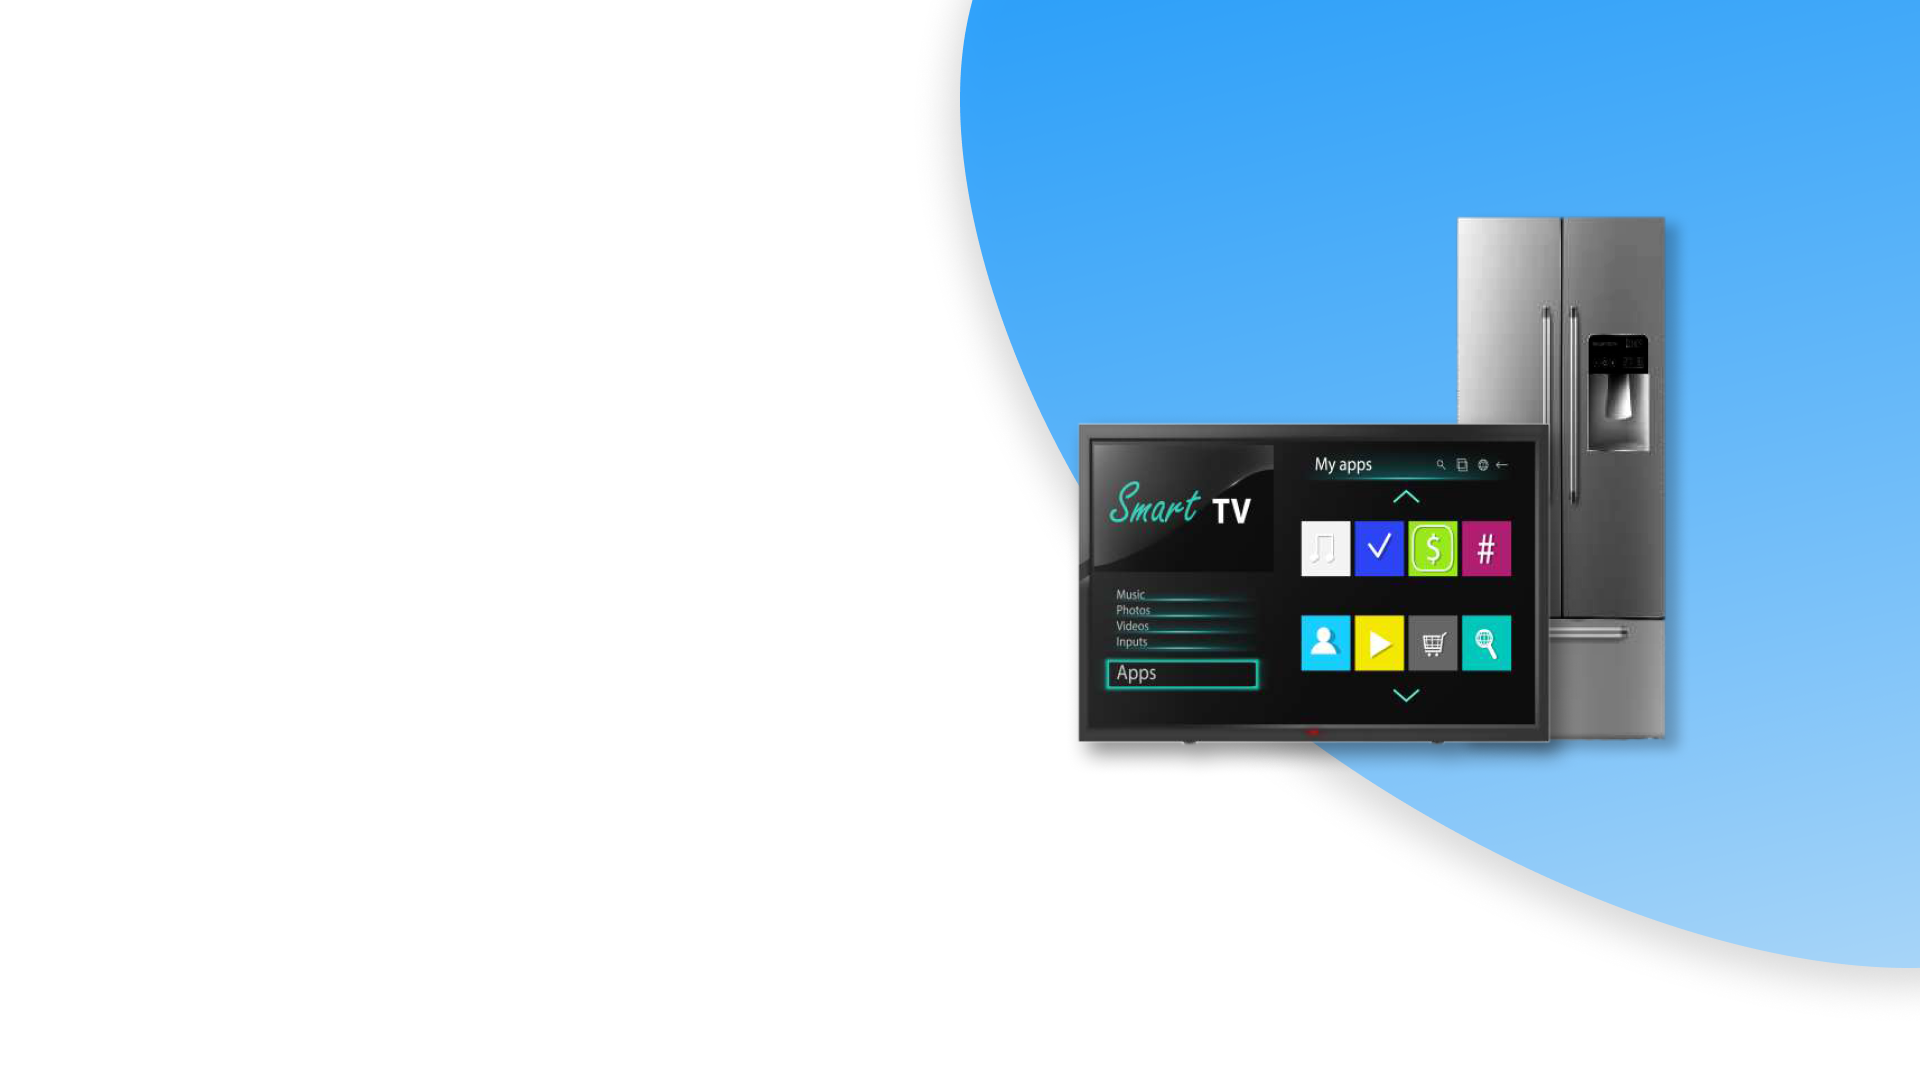 Smart TV
Music
Photos
Videos
Inputs
Apps
My apps
$ #